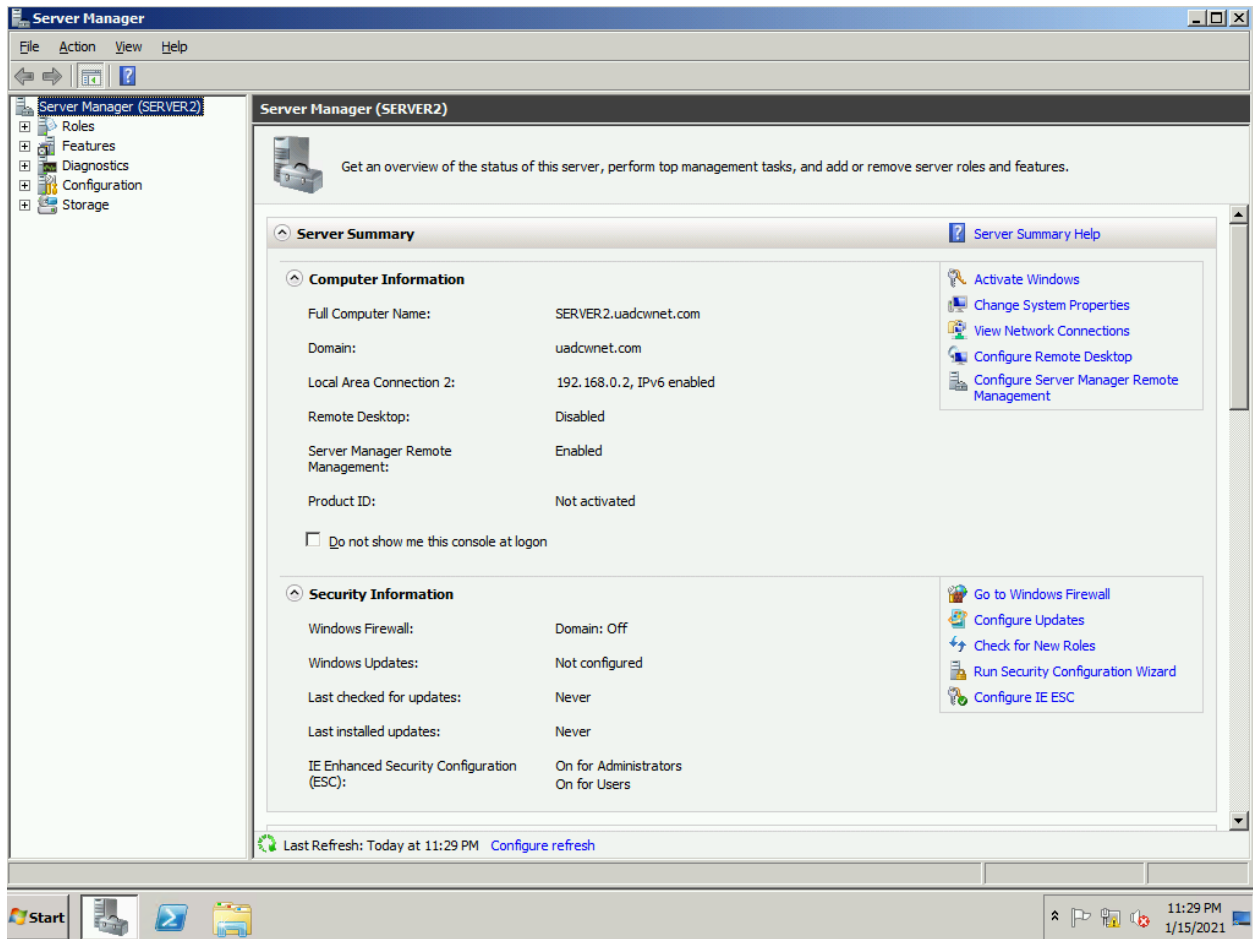 Server Manager
File Action View Help
Server Manager (SERVER2)
Roles
Features
Diagnostics
Configuration
Storage
Server Manager (SERVER2)
Get an overview of the status of this server, perform top management tasks, and add or remove server roles and features.
Server Summary
Server Summary Help
Computer Information
Full Computer Name: SERVER2.uadcwnet.com
Domain: uadcwnet.com
Local Area Connection 2: 192.168.0.2, IPv6 enabled
Remote Desktop: Disabled
Server Manager Remote Enabled
Management:
Product ID: Not activated
Do not show me this console at logon
Activate Windows
Change System Properties
View Network Connections
Configure Remote Desktop
Configure Server Manager Remote
Management
Security Information
Windows Firewall: Domain: Off
Windows Updates: Not configured
Last checked for updates: Never
Last installed updates: Never
IE Enhanced Security Configuration On for Administrators
(ESC): On for Users
Go to Windows Firewall
Configure Updates
Check for New Roles
Run Security Configuration Wizard
Configure IE ESC
Last Refresh: Today at 11:29 PM Configure refresh
Start
11:29 PM
1/15/2021